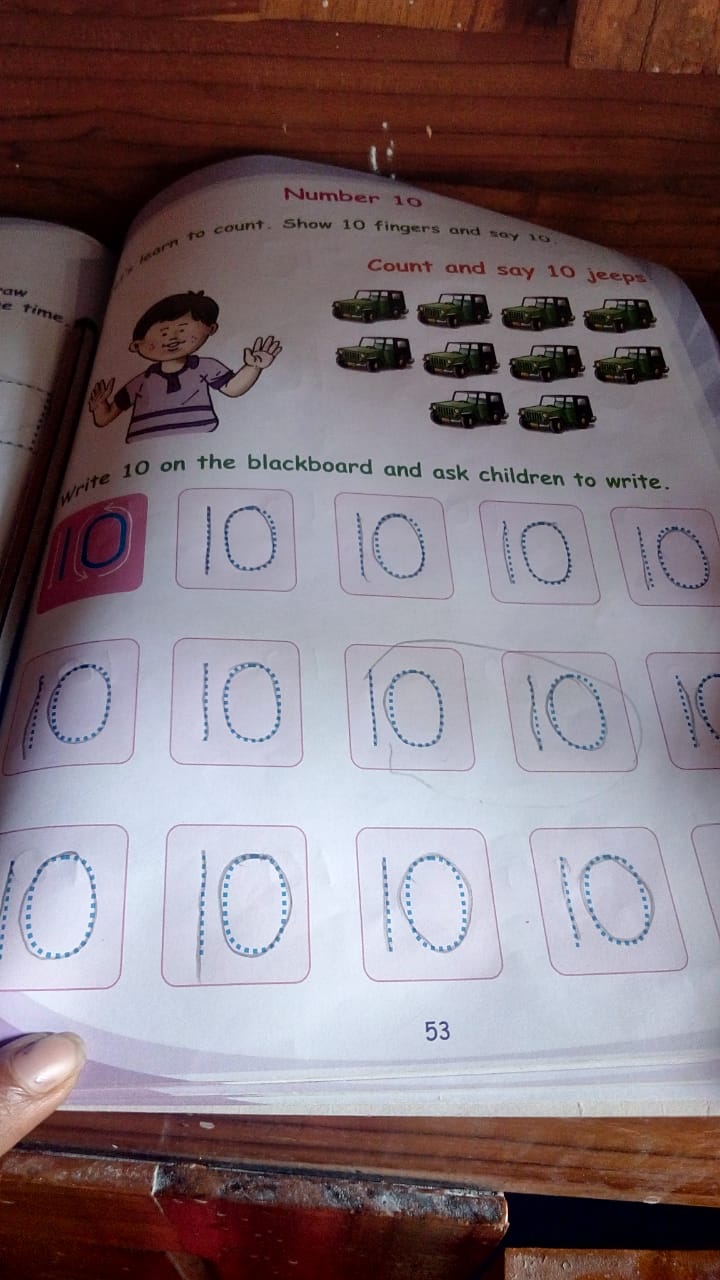 Number 10
learn to count. Show 10 fingers and say 10.
Count and say 10 jeeps
Write 10 on the blackboard and ask children to write.
10 10 10 10 10
10 10 10 10 10
10 10 10 10
53
raw
e time.